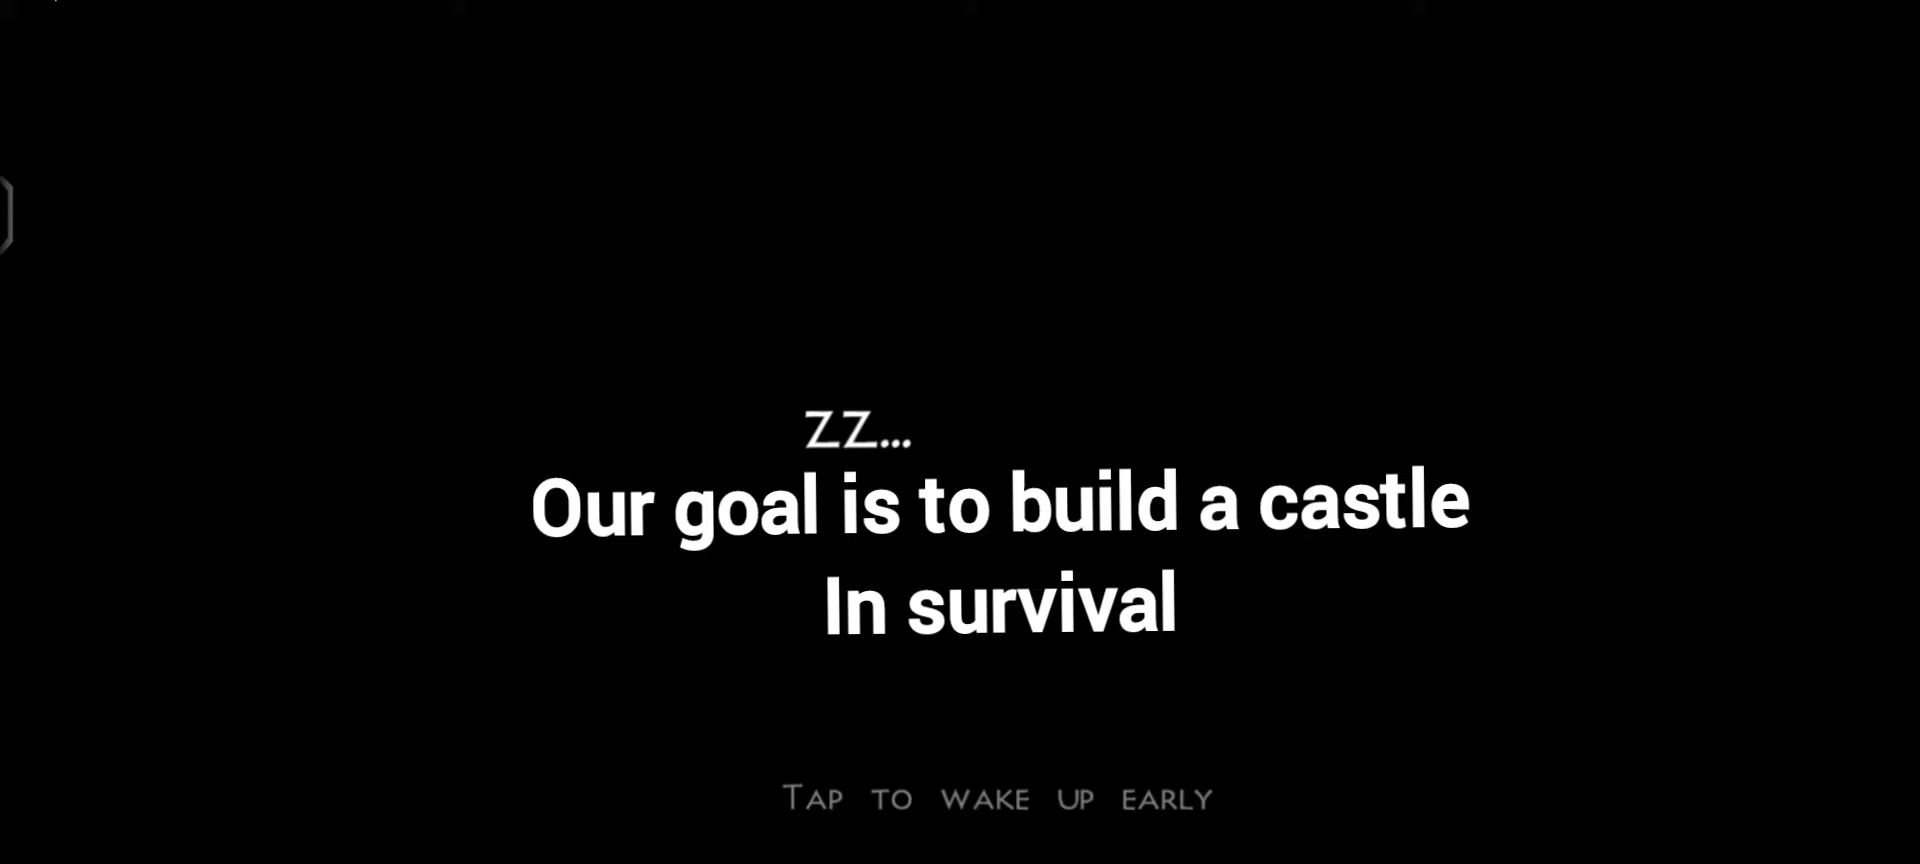 ZZ...
Our goal is to build a castle
In survival
TAP TO WAKE UP EARLY